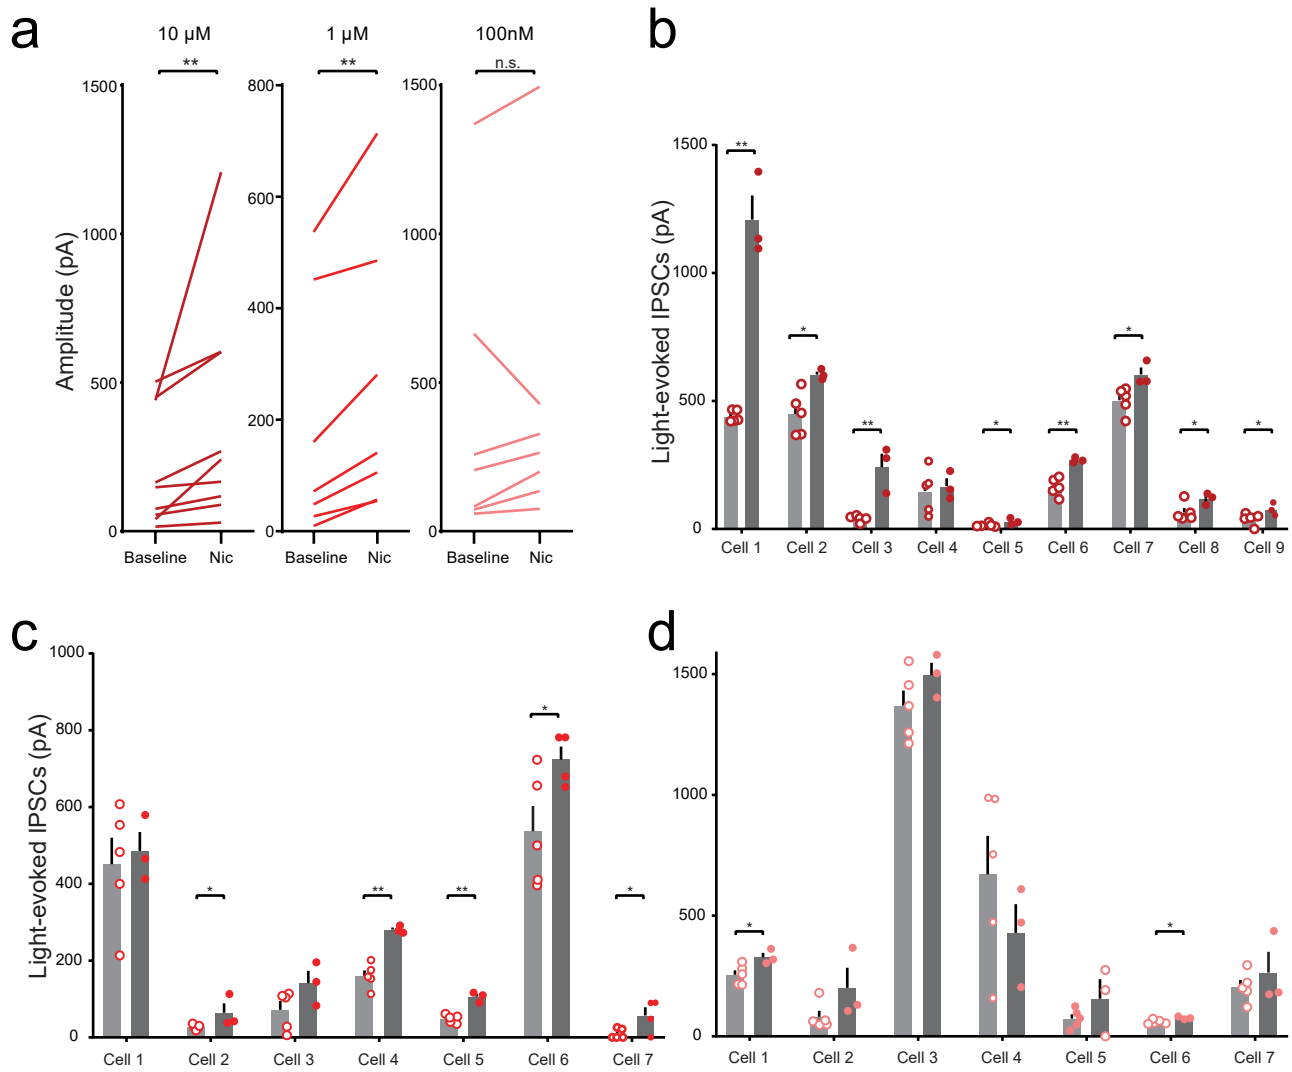 a
10 µM
1 µM
100nM
**
**
n.s.
1500
1000
500
0
800
600
400
200
0
1500
1000
500
0
Amplitude (pA)
Baseline
Nic
Baseline
Nic
Baseline
Nic
b
1500
1000
500
0
Light-evoked IPSCs (pA)
**
*
**
*
**
*
*
*
Cell 1
Cell 2
Cell 3
Cell 4
Cell 5
Cell 6
Cell 7
Cell 8
Cell 9
c
1000
800
600
400
200
0
Light-evoked IPSCs (pA)
*
**
**
*
*
Cell 1
Cell 2
Cell 3
Cell 4
Cell 5
Cell 6
Cell 7
d
1500
1000
500
0
*
*
Cell 1
Cell 2
Cell 3
Cell 4
Cell 5
Cell 6
Cell 7